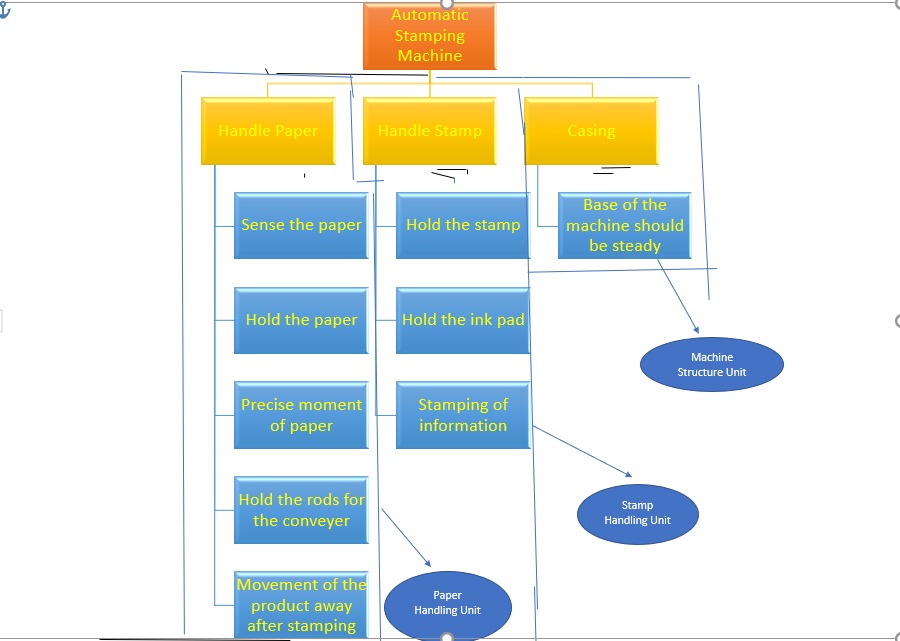 Automatic
Stamping
Machine
Handle Paper
Handle Stamp
Casing
Sense the paper
Hold the stamp
Base of the
machine should
be steady
Hold the paper
Hold the ink pad
Machine
Structure Unit
Precise moment
of paper
Stamping of
information
Hold the rods for
the conveyer
Stamp
Handling Unit
Movement of the
product away
after stamping
Paper
Handling Unit